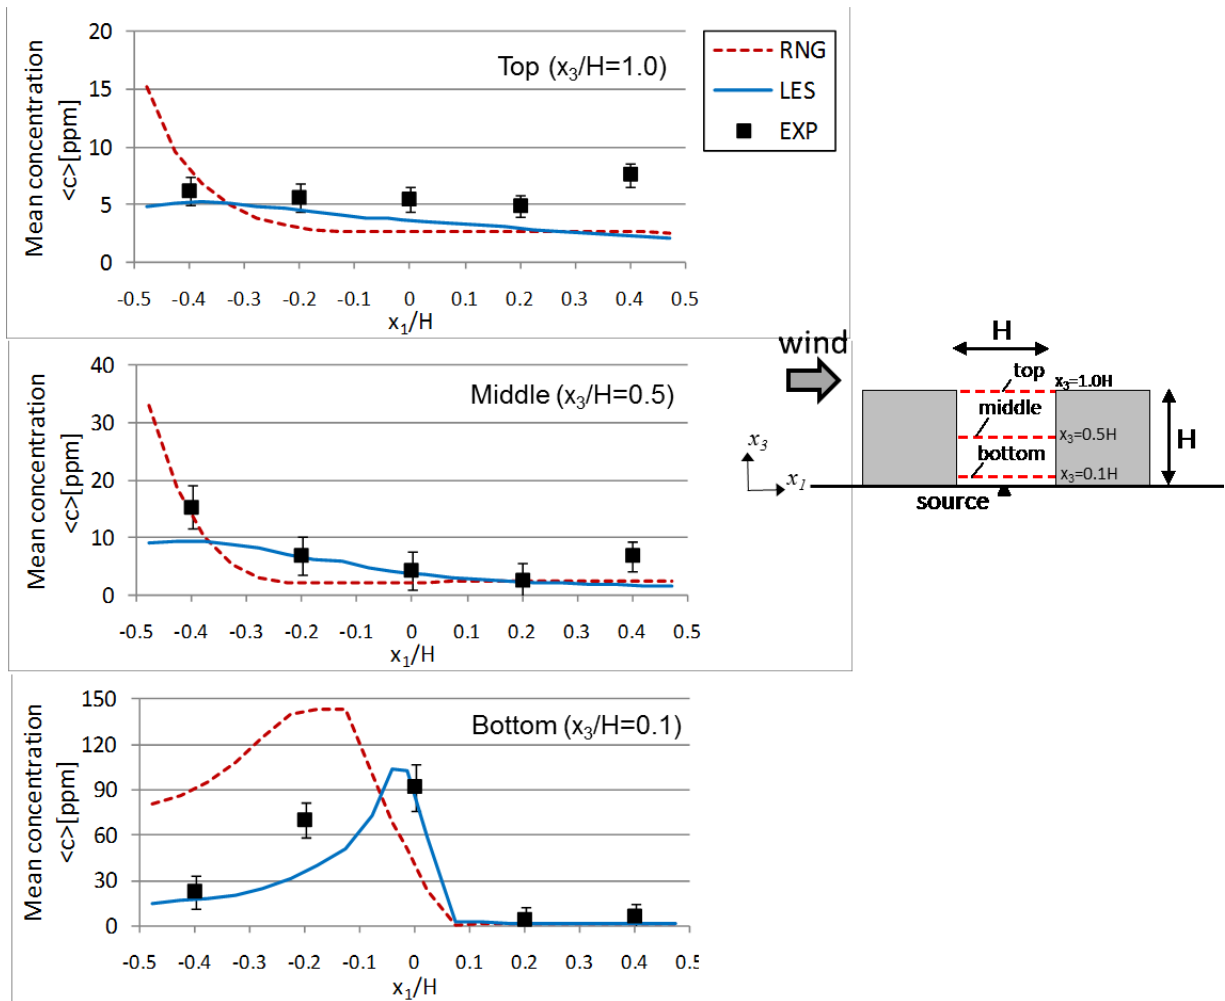 Mean concentration
<c>[ppm]
20
15
10
5
0
Top (x₃/H=1.0)
-0.5 -0.4 -0.3 -0.2 -0.1 0 0.1 0.2 0.3 0.4 0.5
x₁/H
RNG
LES
EXP
Mean concentration
<c>[ppm]
40
30
20
10
0
Middle (x₃/H=0.5)
-0.5 -0.4 -0.3 -0.2 -0.1 0 0.1 0.2 0.3 0.4 0.5
x₁/H
wind
H
top
x₃=1.0H
middle
x₃=0.5H
H
bottom
x₃=0.1H
x₃
x₁
source
Mean concentration
<c>[ppm]
150
120
90
60
30
0
Bottom (x₃/H=0.1)
-0.5 -0.4 -0.3 -0.2 -0.1 0 0.1 0.2 0.3 0.4 0.5
x₁/H